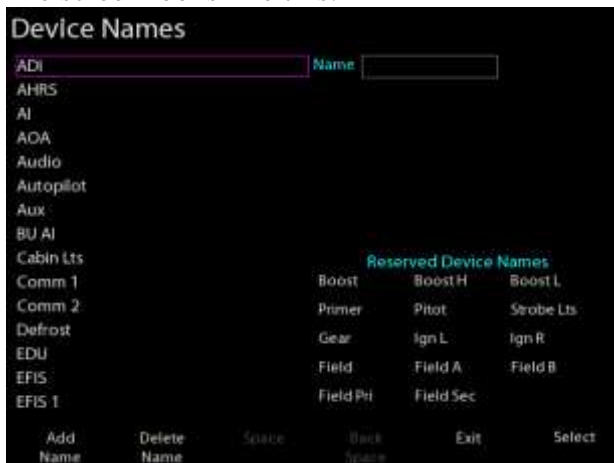 Device Names
ADI
Name
AHRS
AI
AOA
Audio
Autopilot
Aux
BU AI
Cabin Lts
Comm 1
Comm 2
Defrost
EDU
EFIS
EFIS 1
Reserved Device Names
Boost Boost H Boost L
Primer Pitot Strobe Lts
Gear Ign L Ign R
Field Field A Field B
Field Pri Field Sec
Add Name
Delete Name
Space
Back Space
Exit
Select